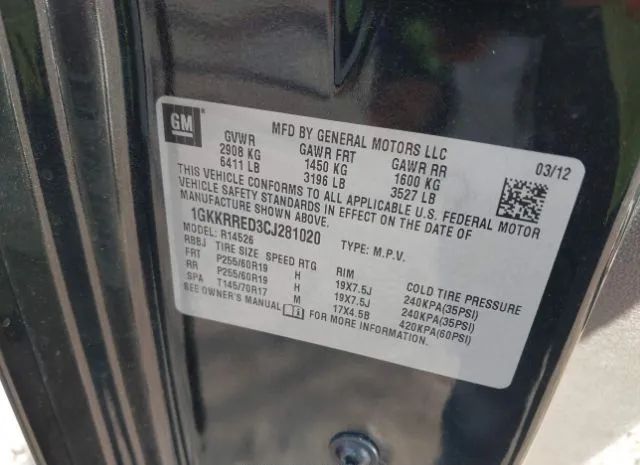 GM
MFD BY GENERAL MOTORS LLC 03/12
GVWR GAWR FRT GAWR RR
2908 KG 1450 KG 1600 KG
6411 LB 3196 LB 3527 LB
THIS VEHICLE CONFORMS TO ALL APPLICABLE U.S. FEDERAL MOTOR
VEHICLE SAFETY STANDARDS IN EFFECT ON THE DATE OF
MANUFACTURE SHOWN ABOVE.
1GKKRRED3CJ281020 TYPE: M.P.V.
MODEL: R14526
RBBJ TIRE SIZE SPEED RTG RIM COLD TIRE PRESSURE
FRT P255/60R19 H 19X7.5J 240KPA(35PSI)
RR P255/60R19 H 19X7.5J 240KPA(35PSI)
SPA T145/70R17 M 17X4.5B 420KPA(60PSI)
SEE OWNER'S MANUAL FOR MORE INFORMATION.